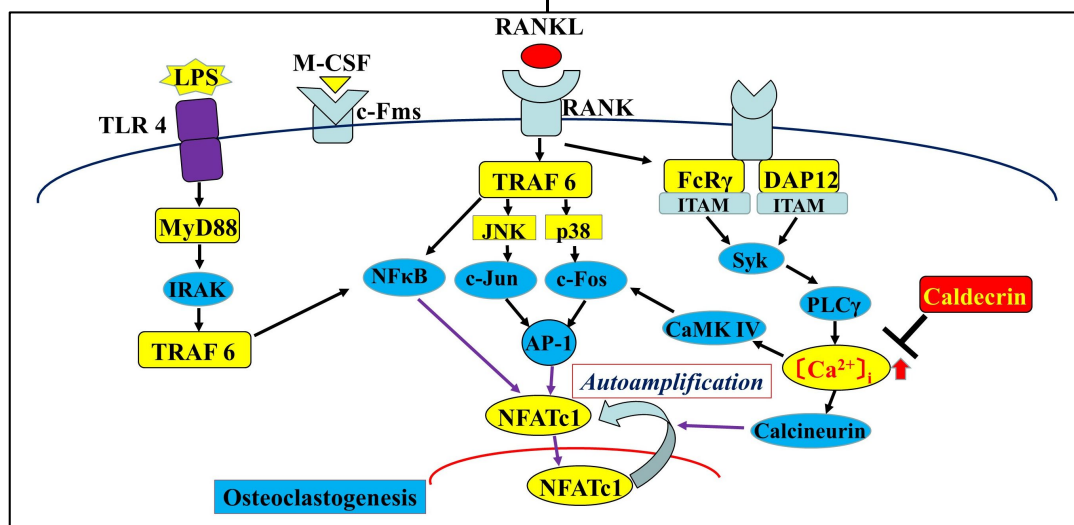 RANKL
M-CSF
LPS
c-Fms
RANK
TLR 4
TRAF 6
FcRγ
DAP12
ITAM
ITAM
MyD88
JNK
p38
Syk
NFκB
c-Jun
c-Fos
IRAK
PLCγ
Caldecrin
CaMK IV
TRAF 6
AP-1
〔Ca²⁺〕i
Autoamplification
NFATc1
Calcineurin
NFATc1
Osteoclastogenesis